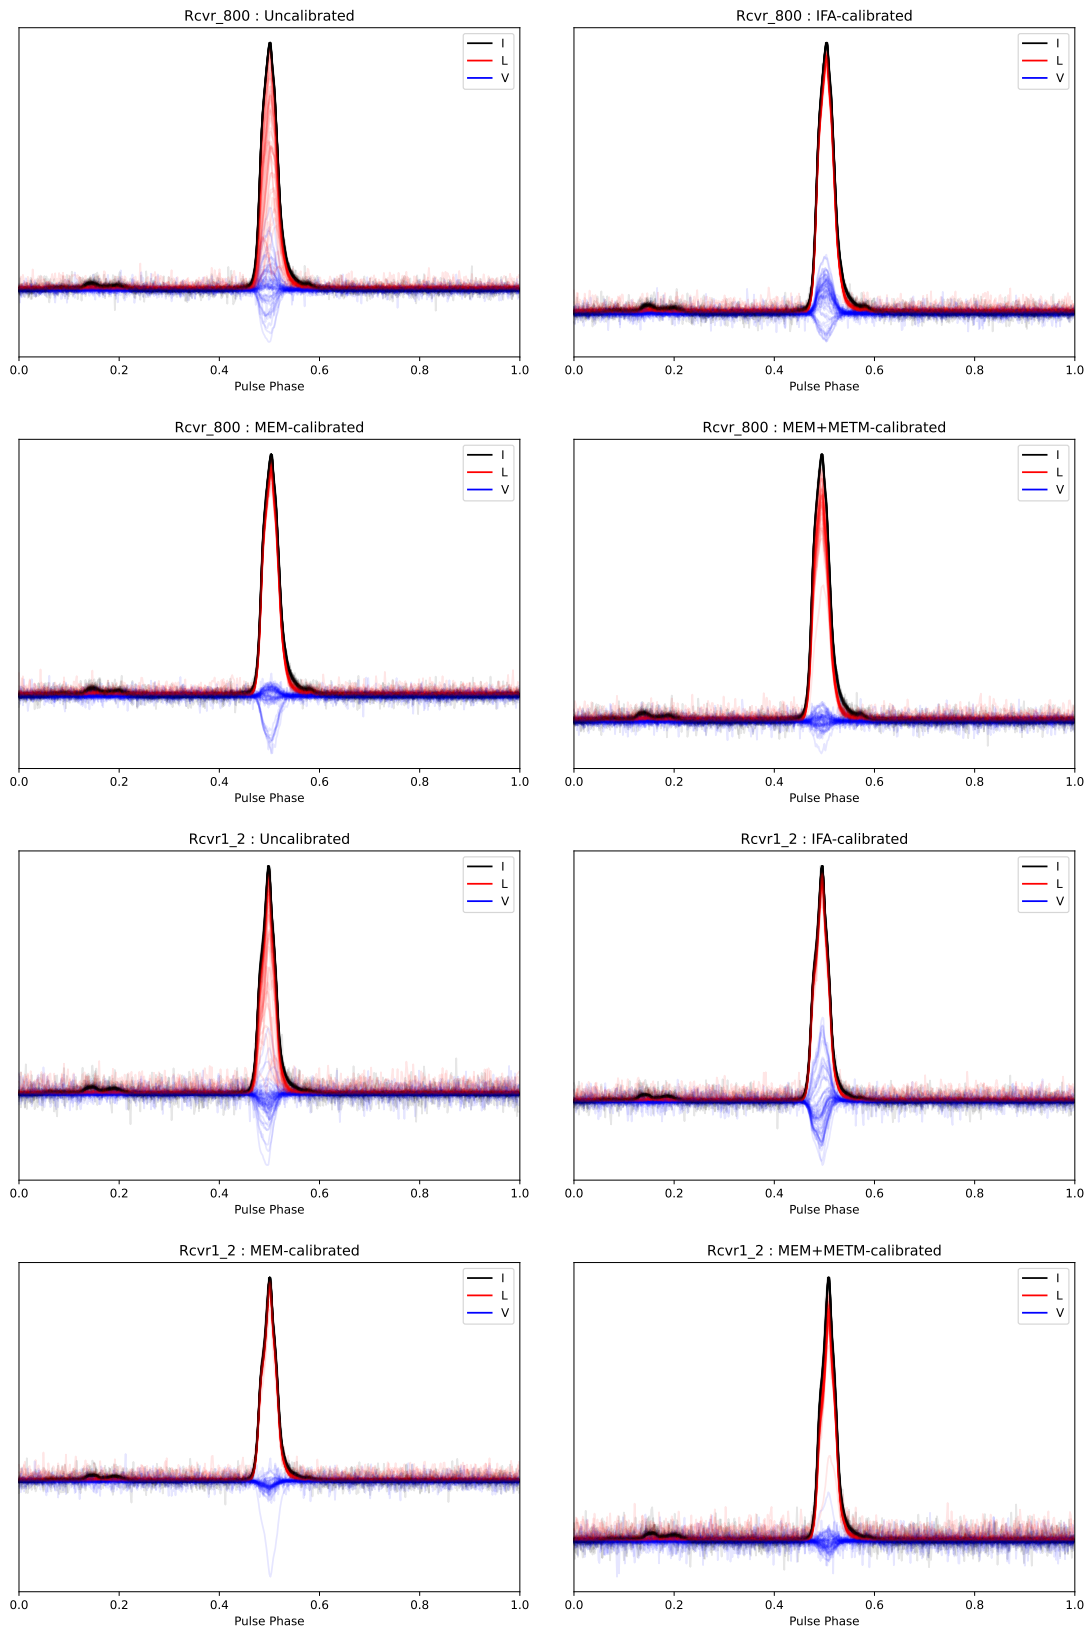 Rcvr_800 : Uncalibrated
I
L
V
0.0 0.2 0.4 0.6 0.8 1.0
Pulse Phase
Rcvr_800 : IFA-calibrated
I
L
V
0.0 0.2 0.4 0.6 0.8 1.0
Pulse Phase
Rcvr_800 : MEM-calibrated
I
L
V
0.0 0.2 0.4 0.6 0.8 1.0
Pulse Phase
Rcvr_800 : MEM+METM-calibrated
I
L
V
0.0 0.2 0.4 0.6 0.8 1.0
Pulse Phase
Rcvr1_2 : Uncalibrated
I
L
V
0.0 0.2 0.4 0.6 0.8 1.0
Pulse Phase
Rcvr1_2 : IFA-calibrated
I
L
V
0.0 0.2 0.4 0.6 0.8 1.0
Pulse Phase
Rcvr1_2 : MEM-calibrated
I
L
V
0.0 0.2 0.4 0.6 0.8 1.0
Pulse Phase
Rcvr1_2 : MEM+METM-calibrated
I
L
V
0.0 0.2 0.4 0.6 0.8 1.0
Pulse Phase